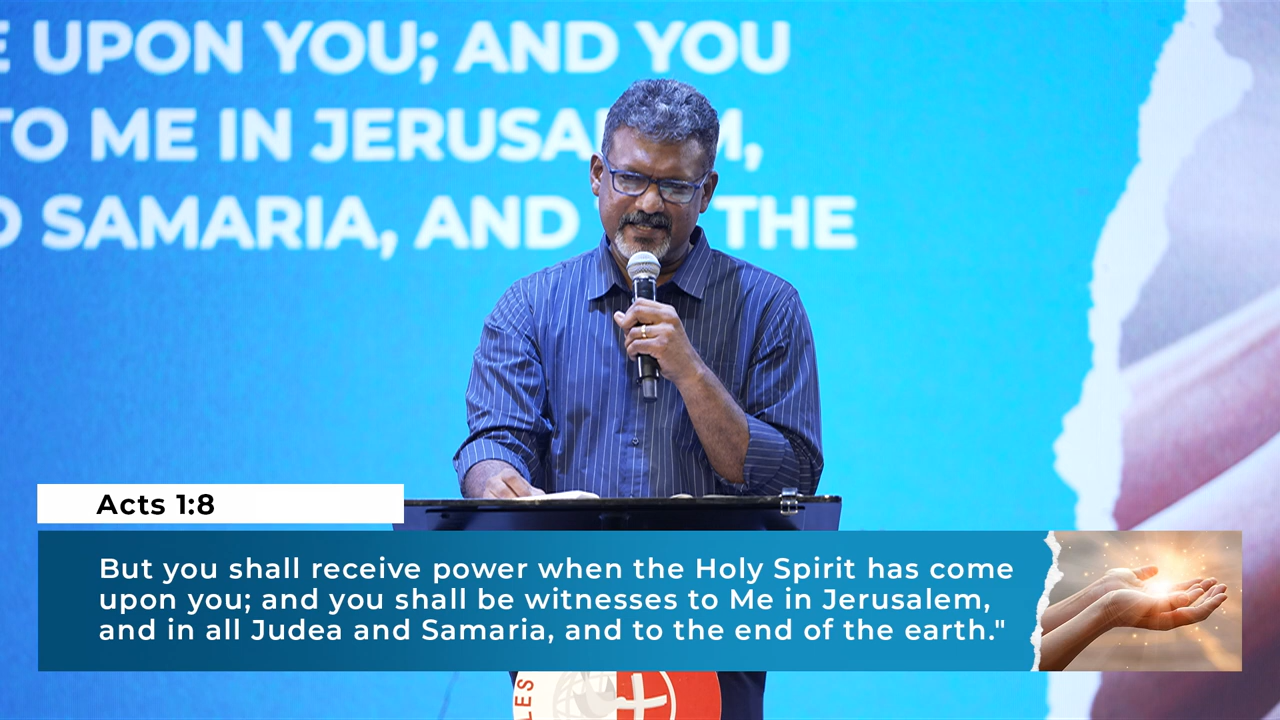 E UPON YOU; AND YOU
TO ME IN JERUSALEM,
SAMARIA, AND THE
Acts 1:8
But you shall receive power when the Holy Spirit has come
upon you; and you shall be witnesses to Me in Jerusalem,
and in all Judea and Samaria, and to the end of the earth."
LES